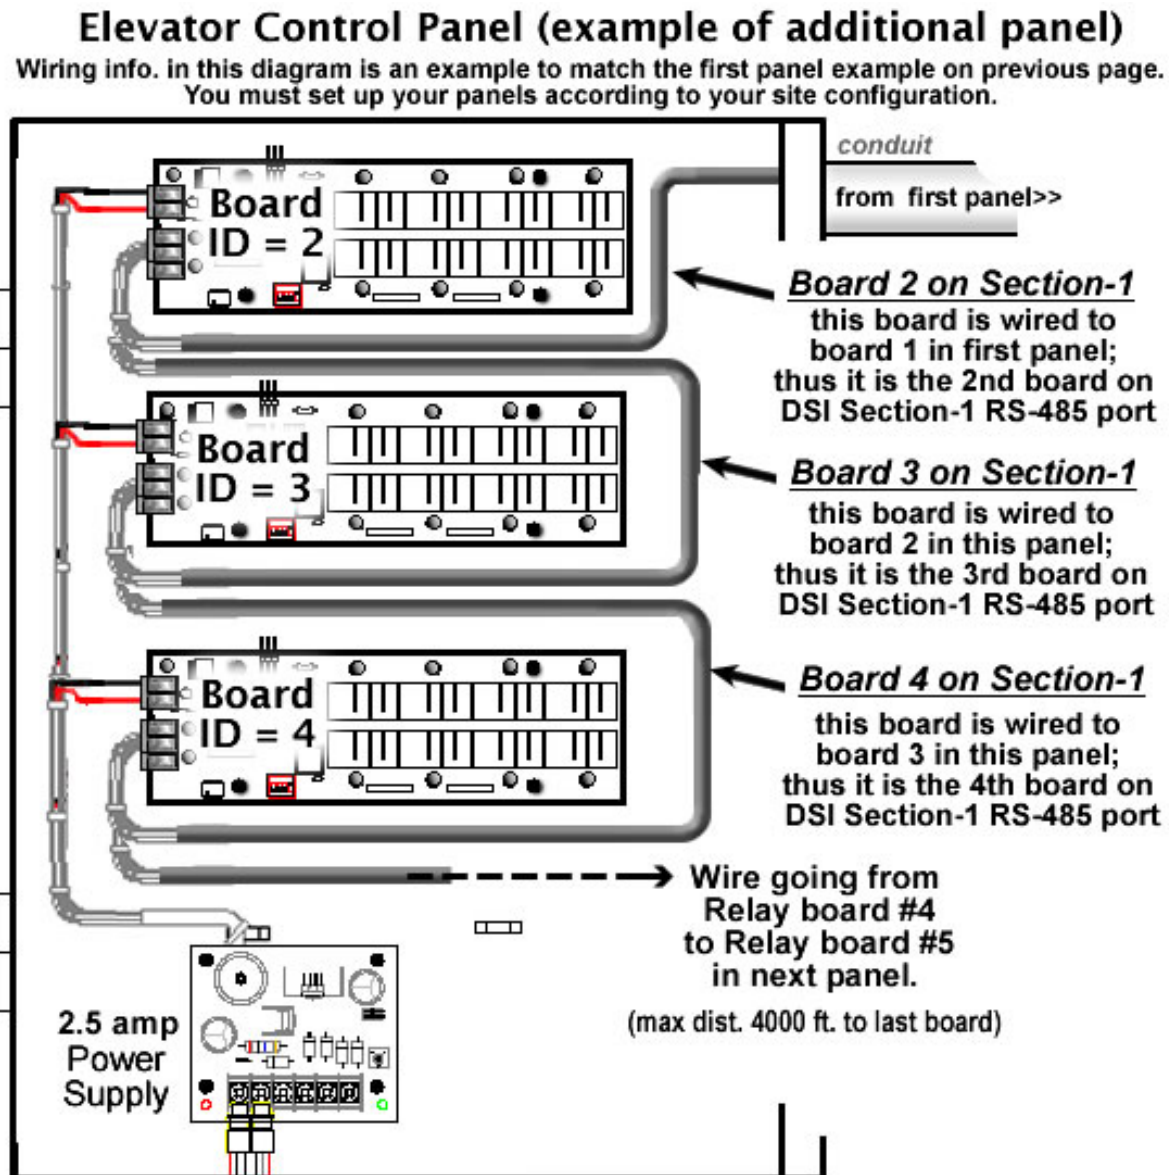 Elevator Control Panel (example of additional panel)
Wiring info. in this diagram is an example to match the first panel example on previous page.
You must set up your panels according to your site configuration.
conduit
from first panel>>
Board
ID = 2
Board 2 on Section-1
this board is wired to
board 1 in first panel;
thus it is the 2nd board on
DSI Section-1 RS-485 port
Board
ID = 3
Board 3 on Section-1
this board is wired to
board 2 in this panel;
thus it is the 3rd board on
DSI Section-1 RS-485 port
Board
ID = 4
Board 4 on Section-1
this board is wired to
board 3 in this panel;
thus it is the 4th board on
DSI Section-1 RS-485 port
Wire going from
Relay board #4
to Relay board #5
in next panel.
(max dist. 4000 ft. to last board)
2.5 amp
Power
Supply